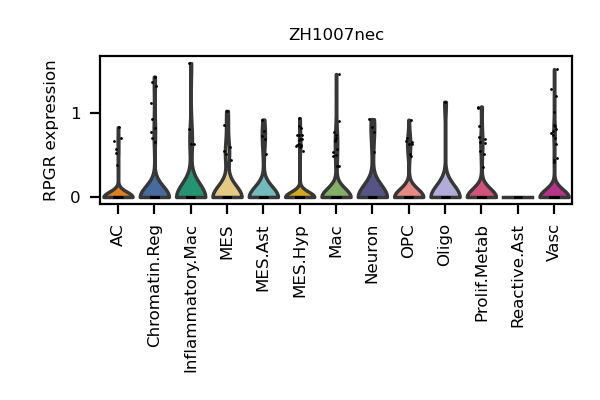 ZH1007nec
RPGR expression
1
0
AC
Chromatin.Reg
Inflammatory.Mac
MES
MES.Ast
MES.Hyp
Mac
Neuron
OPC
Oligo
Prolif.Metab
Reactive.Ast
Vasc